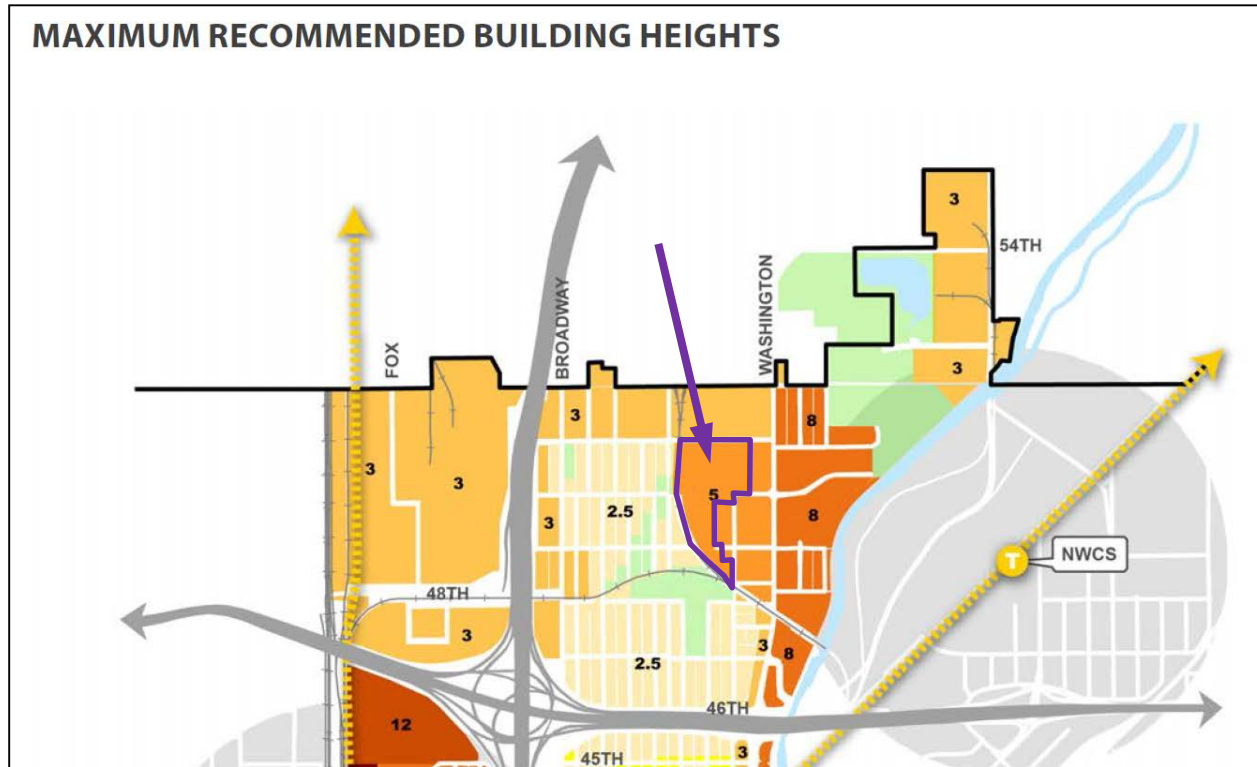 MAXIMUM RECOMMENDED BUILDING HEIGHTS
3
54TH
WASHINGTON
BROADWAY
FOX
3
3
8
3
3
5
3
2.5
8
NWCS
T
48TH
3
3
8
2.5
46TH
12
3
45TH